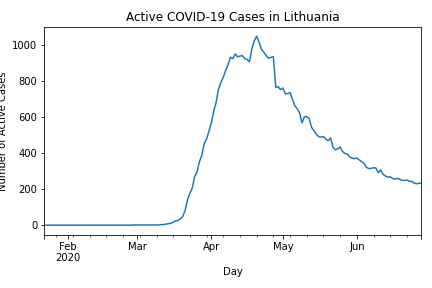 Active COVID-19 Cases in Lithuania
Number of Active Cases
1000
800
600
400
200
0
Feb
2020
Mar
Apr
May
Jun
Day